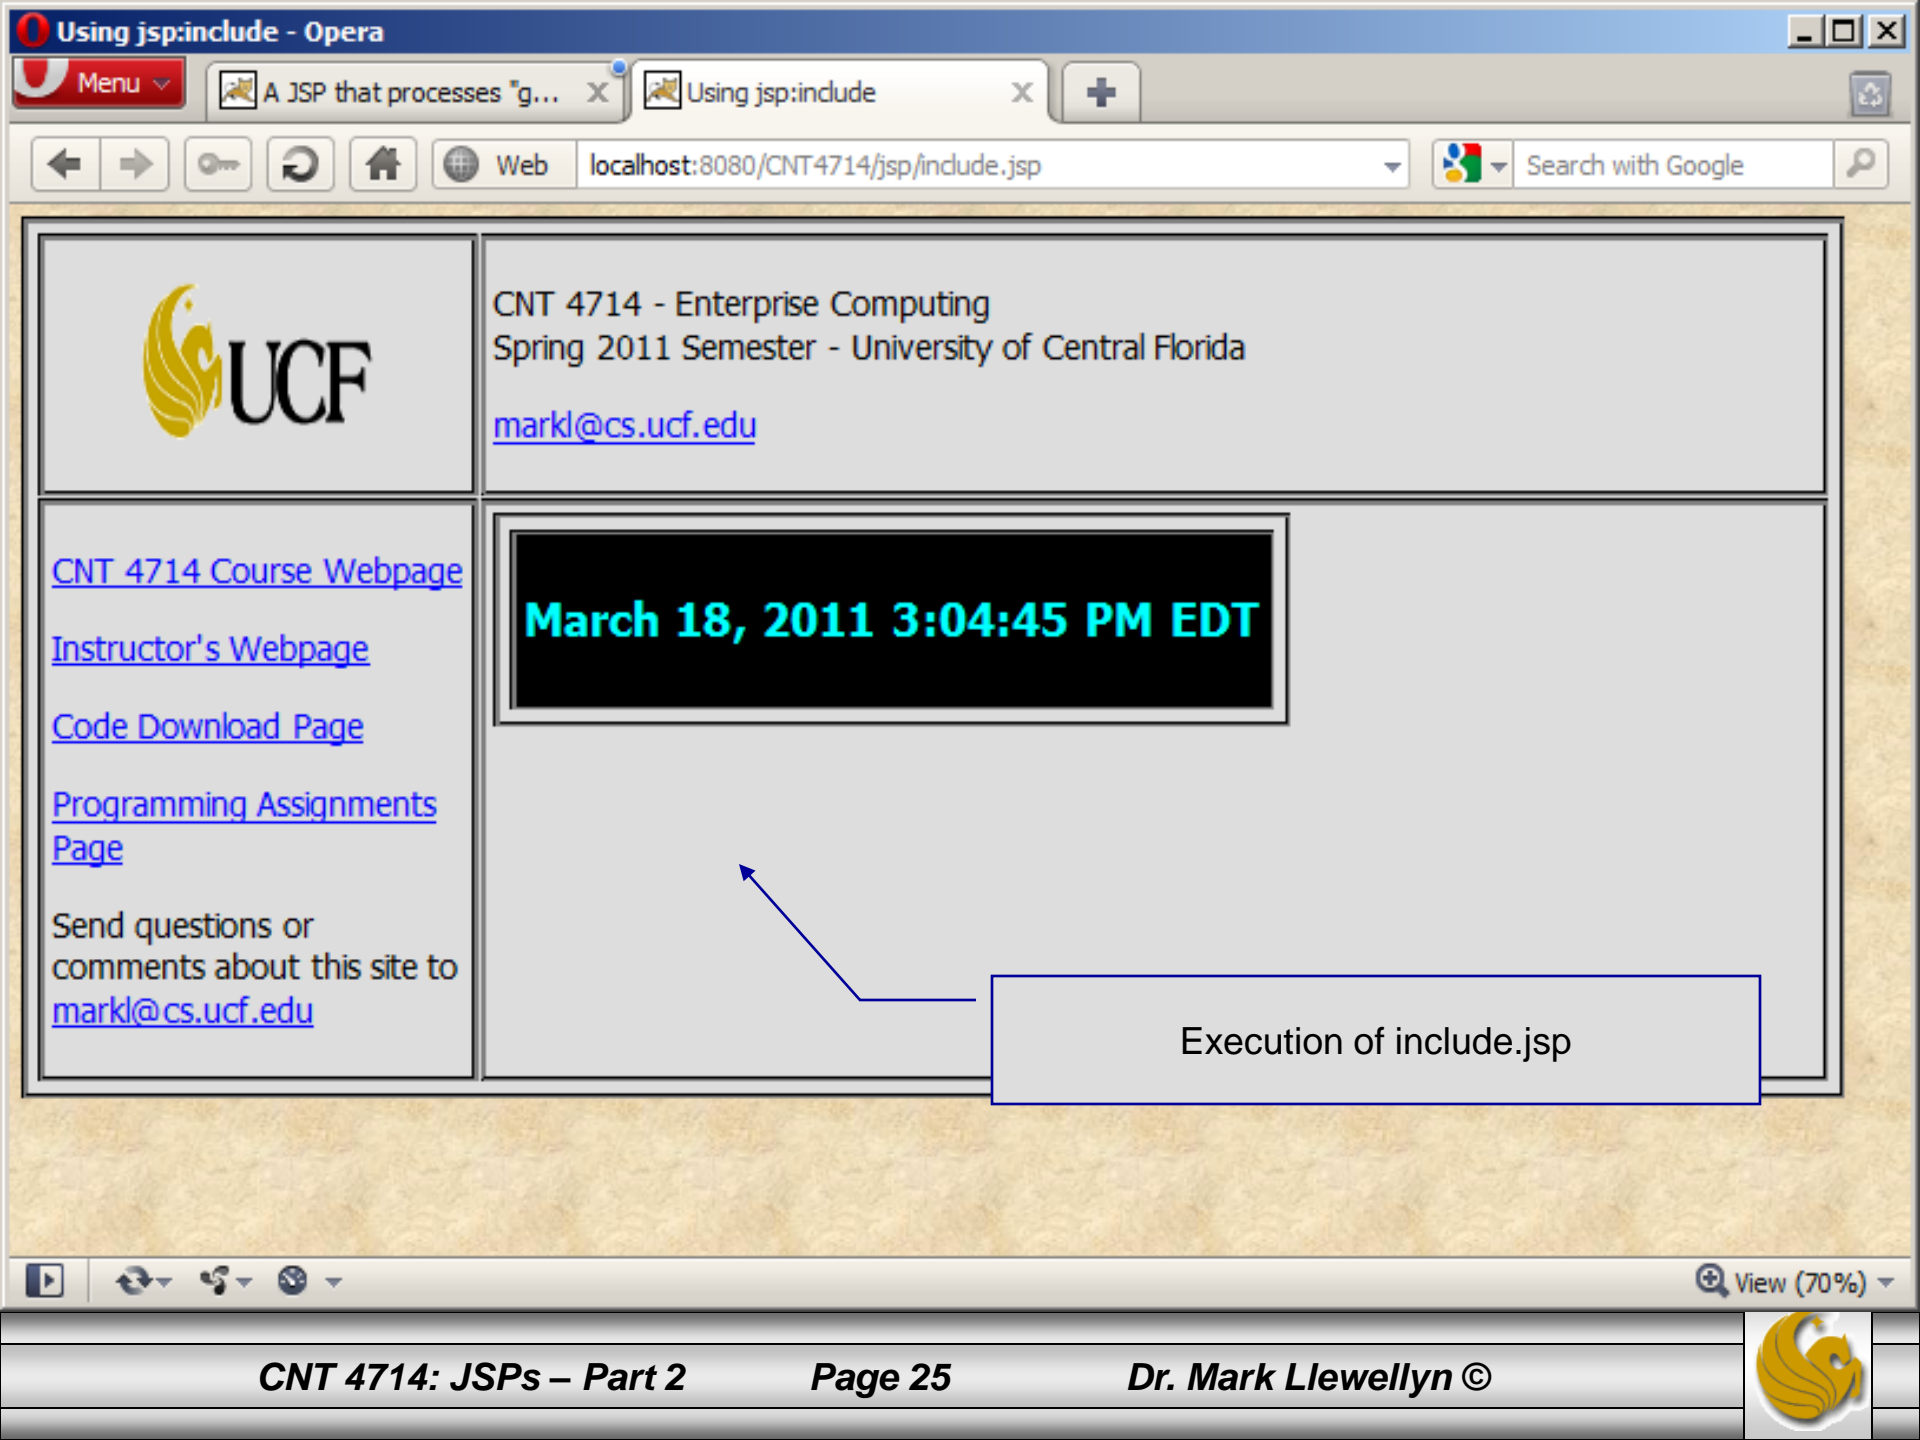 Using jsp:include - Opera
Menu
A JSP that processes "g...
Using jsp:include
Web
localhost:8080/CNT4714/jsp/include.jsp
Search with Google
UCF
CNT 4714 - Enterprise Computing
Spring 2011 Semester - University of Central Florida
markl@cs.ucf.edu
CNT 4714 Course Webpage
Instructor's Webpage
Code Download Page
Programming Assignments
Page
Send questions or
comments about this site to
markl@cs.ucf.edu
March 18, 2011 3:04:45 PM EDT
Execution of include.jsp
View (70%)
CNT 4714: JSPs – Part 2
Page 25
Dr. Mark Llewellyn ©